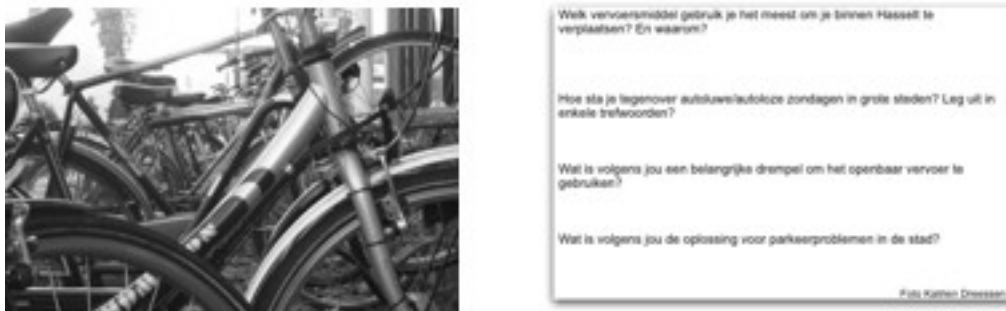 Welk vervoersmiddel gebruik je het meest om je binnen Hasselt te
verplaatsen? En waarom?
Hoe sta je tegenover autoluwe/autoloze zondagen in grote steden? Leg uit in
enkele trefwoorden?
Wat is volgens jou een belangrijke drempel om het openbaar vervoer te
gebruiken?
Wat is volgens jou de oplossing voor parkeerproblemen in de stad?
Foto Katrien Dreessen